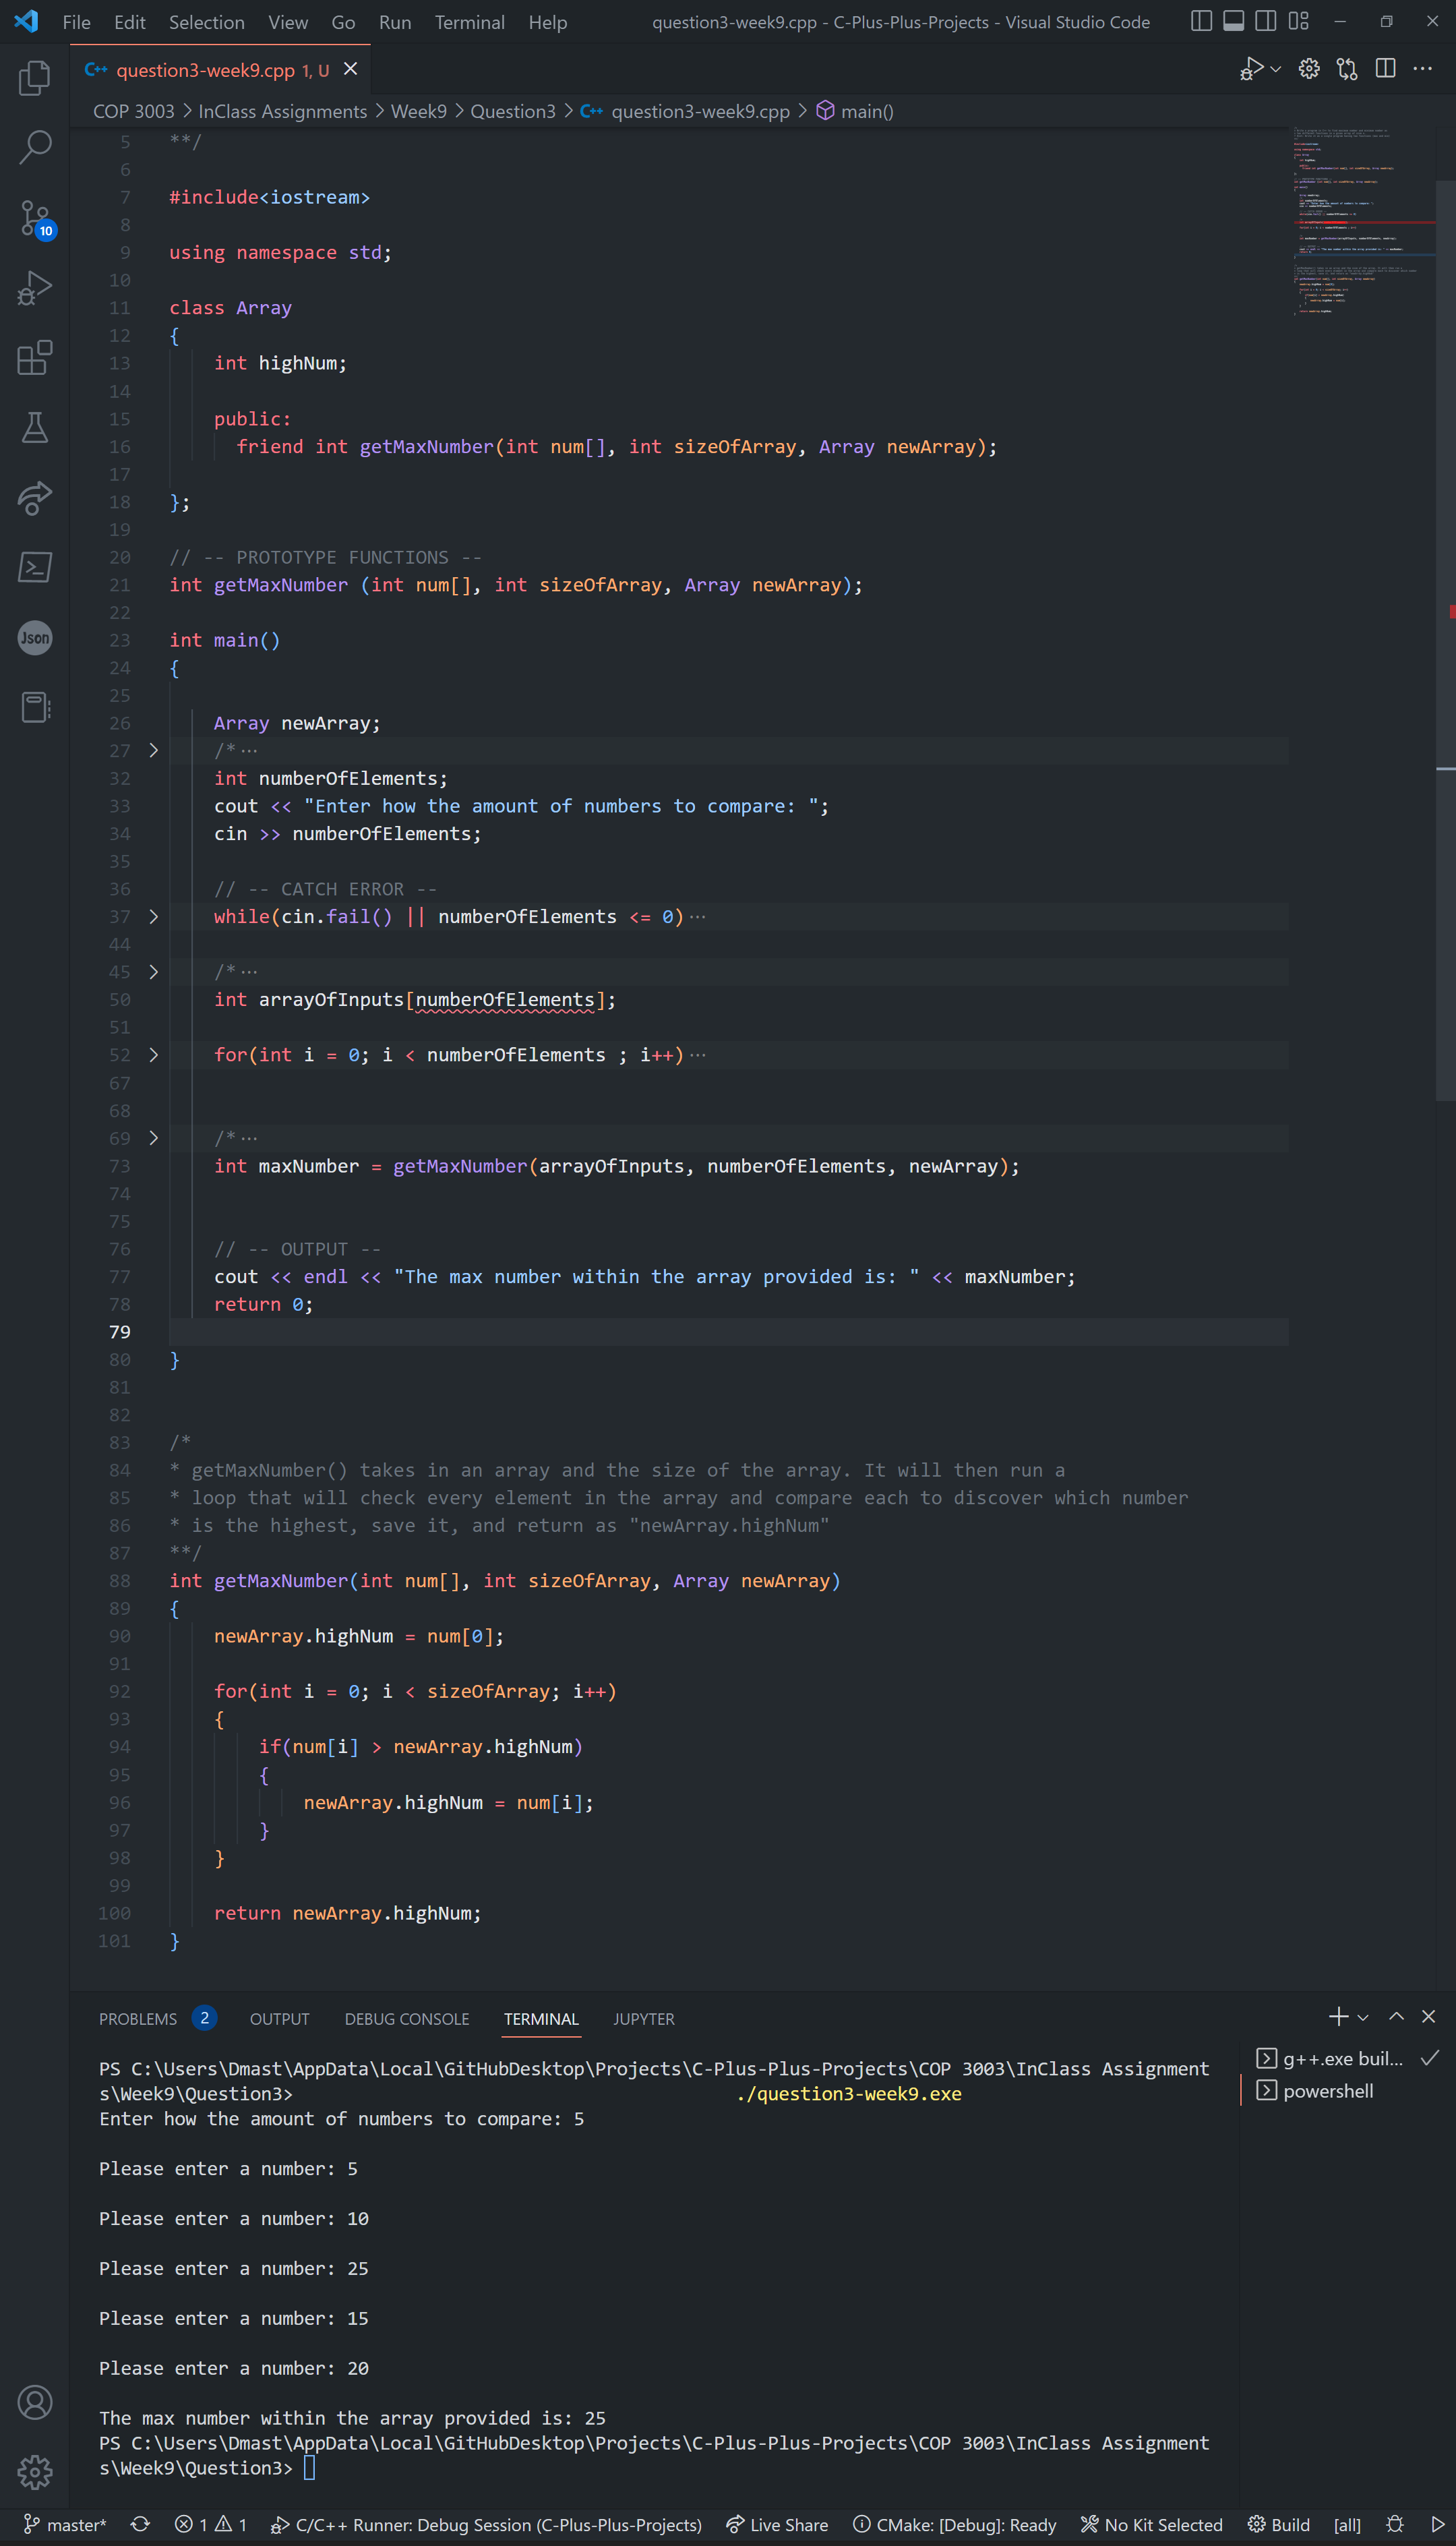 File Edit Selection View Go Run Terminal Help question3-week9.cpp - C-Plus-Plus-Projects - Visual Studio Code
C++ question3-week9.cpp 1, U
COP 3003 > InClass Assignments > Week9 > Question3 > C++ question3-week9.cpp > main()
5 **/
6
7 #include<iostream>
8
9 using namespace std;
10
11 class Array
12 {
13 int highNum;
14
15 public:
16 friend int getMaxNumber(int num[], int sizeOfArray, Array newArray);
17
18 };
19
20 // -- PROTOTYPE FUNCTIONS --
21 int getMaxNumber (int num[], int sizeOfArray, Array newArray);
22
23 int main()
24 {
25
26 Array newArray;
27 /* ···
32 int numberOfElements;
33 cout << "Enter how the amount of numbers to compare: ";
34 cin >> numberOfElements;
35
36 // -- CATCH ERROR --
37 while(cin.fail() || numberOfElements <= 0) ···
44
45 /* ···
50 int arrayOfInputs[numberOfElements];
51
52 for(int i = 0; i < numberOfElements ; i++) ···
67
68
69 /* ···
73 int maxNumber = getMaxNumber(arrayOfInputs, numberOfElements, newArray);
74
75
76 // -- OUTPUT --
77 cout << endl << "The max number within the array provided is: " << maxNumber;
78 return 0;
79
80 }
81
82
83 /*
84 * getMaxNumber() takes in an array and the size of the array. It will then run a
85 * loop that will check every element in the array and compare each to discover which number
86 * is the highest, save it, and return as "newArray.highNum"
87 **/
88 int getMaxNumber(int num[], int sizeOfArray, Array newArray)
89 {
90 newArray.highNum = num[0];
91
92 for(int i = 0; i < sizeOfArray; i++)
93 {
94 if(num[i] > newArray.highNum)
95 {
96 newArray.highNum = num[i];
97 }
98 }
99
100 return newArray.highNum;
101 }
10
Json
PROBLEMS 2 OUTPUT DEBUG CONSOLE TERMINAL JUPYTER
PS C:\Users\Dmast\AppData\Local\GitHubDesktop\Projects\C-Plus-Plus-Projects\COP 3003\InClass Assignment
s\Week9\Question3> ./question3-week9.exe
Enter how the amount of numbers to compare: 5
Please enter a number: 5
Please enter a number: 10
Please enter a number: 25
Please enter a number: 15
Please enter a number: 20
The max number within the array provided is: 25
PS C:\Users\Dmast\AppData\Local\GitHubDesktop\Projects\C-Plus-Plus-Projects\COP 3003\InClass Assignment
s\Week9\Question3>
g++.exe buil...
powershell
master* 1 1 C/C++ Runner: Debug Session (C-Plus-Plus-Projects) Live Share CMake: [Debug]: Ready No Kit Selected Build [all]